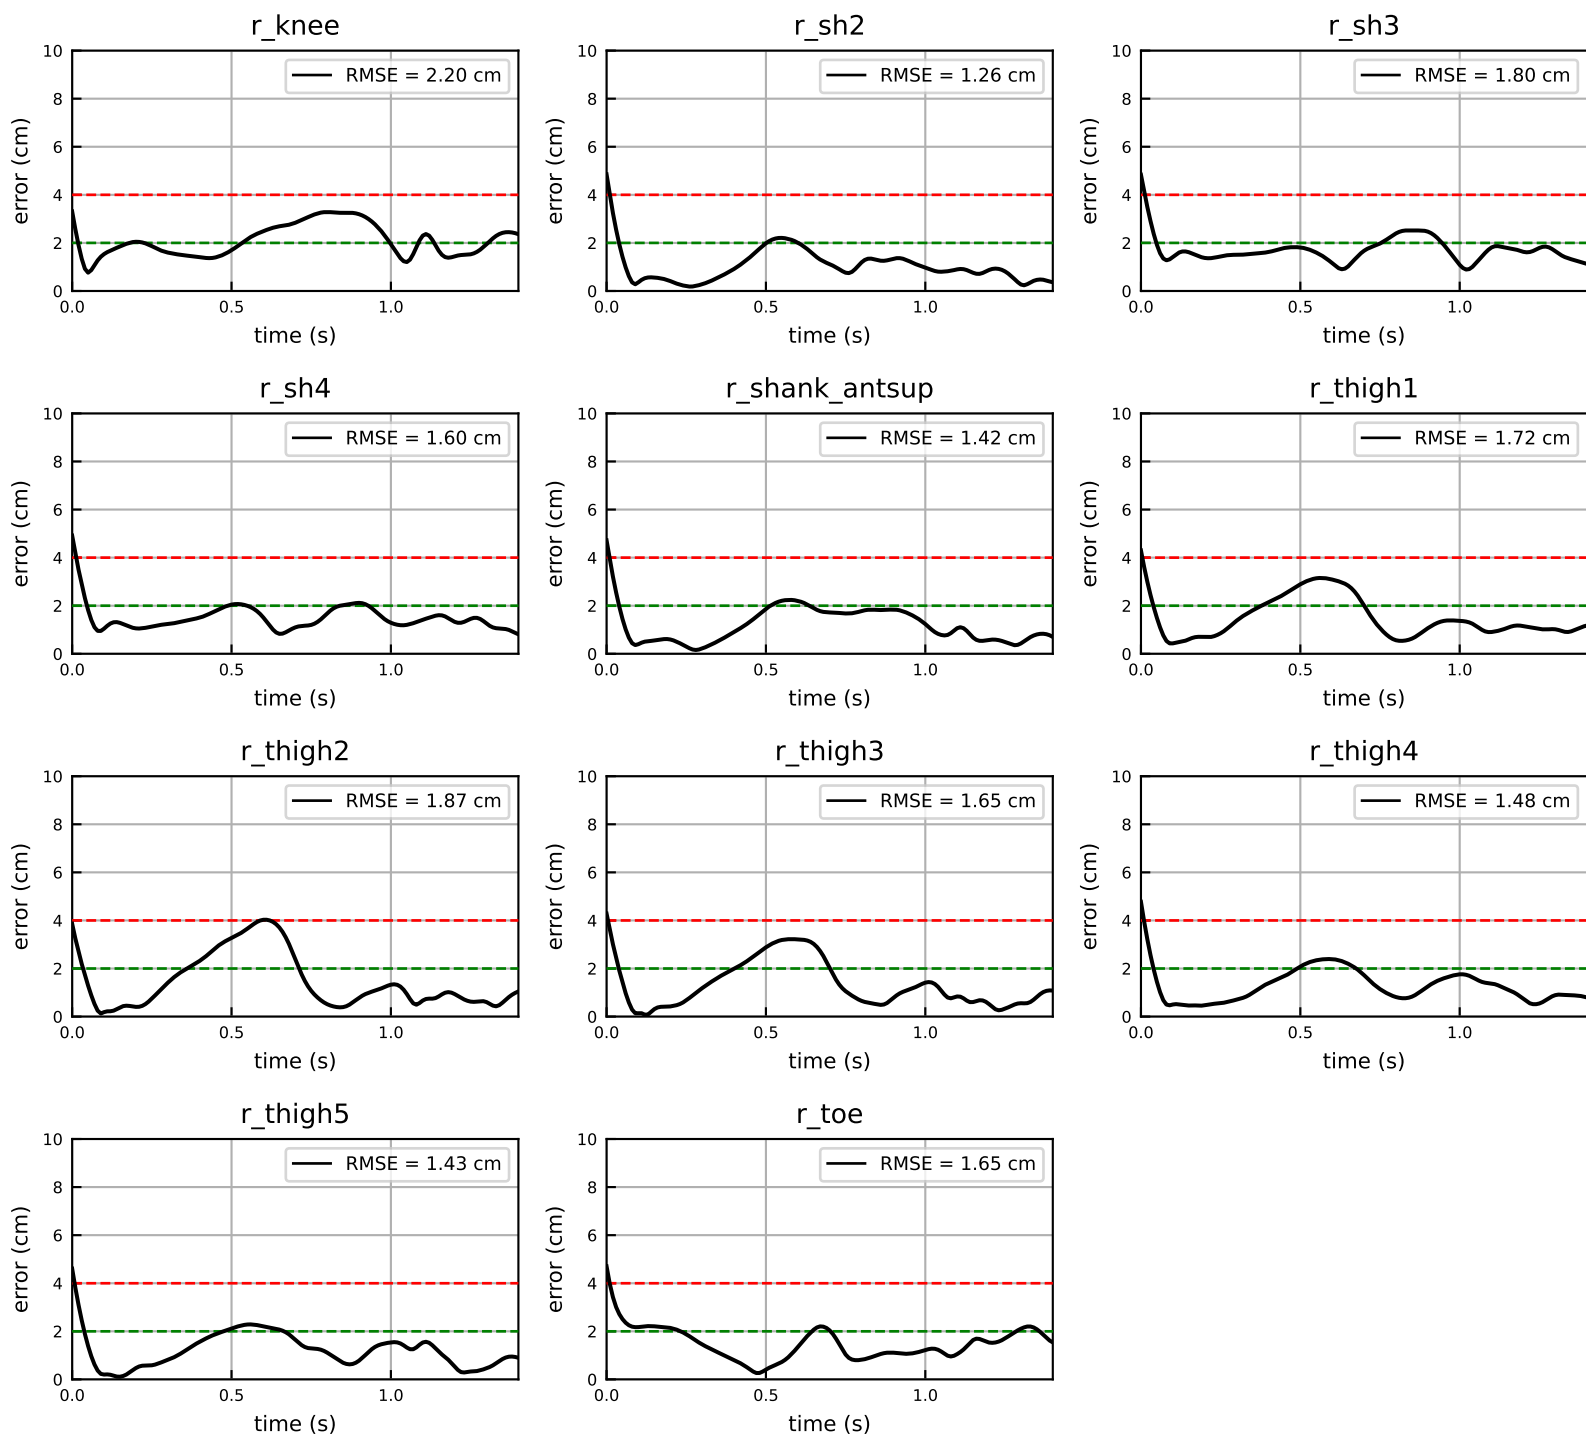 r_knee
RMSE = 2.20 cm
error (cm)
10
8
6
4
2
0
0.0
0.5
1.0
time (s)
r_sh2
RMSE = 1.26 cm
error (cm)
10
8
6
4
2
0
0.0
0.5
1.0
time (s)
r_sh3
RMSE = 1.80 cm
error (cm)
10
8
6
4
2
0
0.0
0.5
1.0
time (s)
r_sh4
RMSE = 1.60 cm
error (cm)
10
8
6
4
2
0
0.0
0.5
1.0
time (s)
r_shank_antsup
RMSE = 1.42 cm
error (cm)
10
8
6
4
2
0
0.0
0.5
1.0
time (s)
r_thigh1
RMSE = 1.72 cm
error (cm)
10
8
6
4
2
0
0.0
0.5
1.0
time (s)
r_thigh2
RMSE = 1.87 cm
error (cm)
10
8
6
4
2
0
0.0
0.5
1.0
time (s)
r_thigh3
RMSE = 1.65 cm
error (cm)
10
8
6
4
2
0
0.0
0.5
1.0
time (s)
r_thigh4
RMSE = 1.48 cm
error (cm)
10
8
6
4
2
0
0.0
0.5
1.0
time (s)
r_thigh5
RMSE = 1.43 cm
error (cm)
10
8
6
4
2
0
0.0
0.5
1.0
time (s)
r_toe
RMSE = 1.65 cm
error (cm)
10
8
6
4
2
0
0.0
0.5
1.0
time (s)